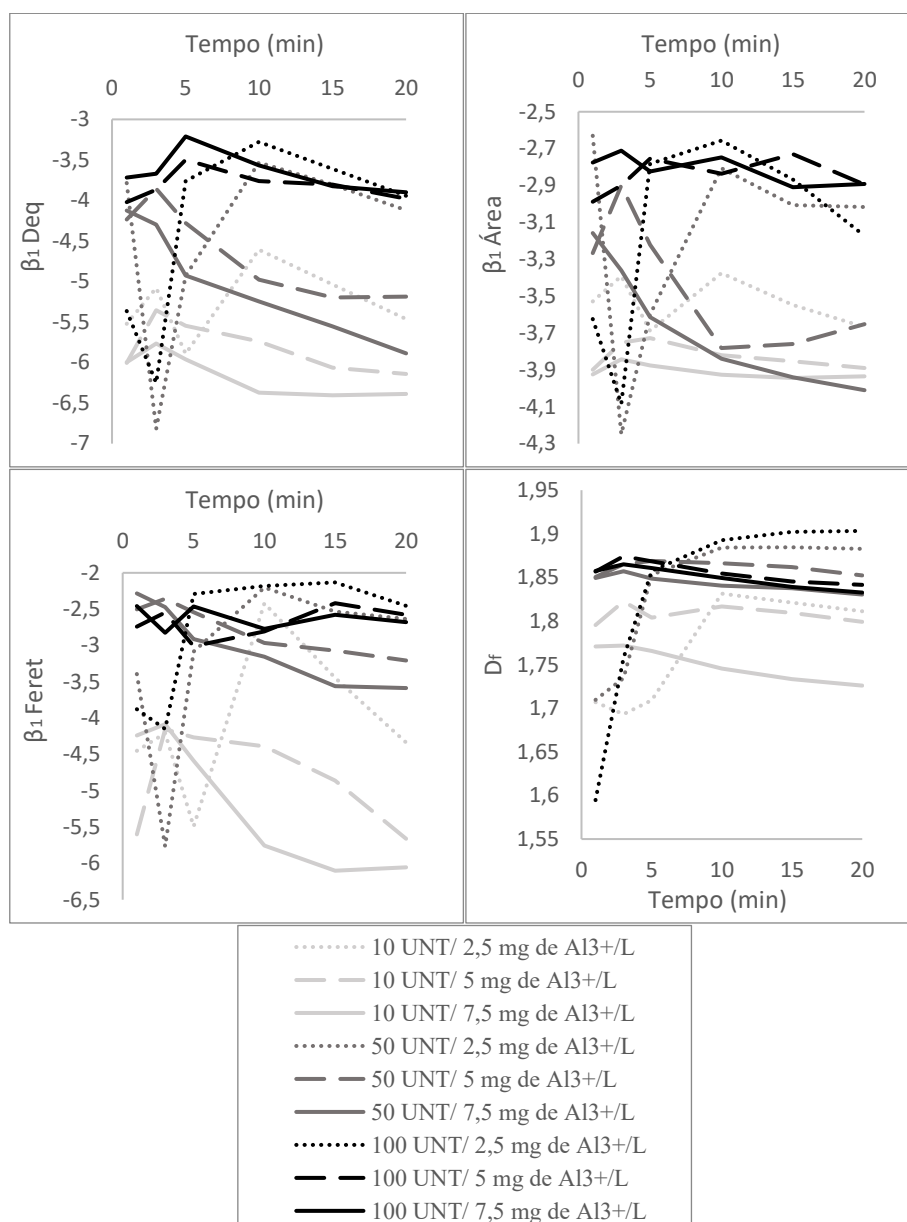 Tempo (min)
0 5 10 15 20
-3
-3,5
-4
-4,5
-5
-5,5
-6
-6,5
-7
β1 Deq
Tempo (min)
0 5 10 15 20
-2,5
-2,7
-2,9
-3,1
-3,3
-3,5
-3,7
-3,9
-4,1
-4,3
β1 Área
Tempo (min)
0 5 10 15 20
-2
-2,5
-3
-3,5
-4
-4,5
-5
-5,5
-6
-6,5
β1 Feret
1,95
1,9
1,85
1,8
1,75
1,7
1,65
1,6
1,55
Df
0 5 10 15 20
Tempo (min)
10 UNT/ 2,5 mg de Al3+/L
10 UNT/ 5 mg de Al3+/L
10 UNT/ 7,5 mg de Al3+/L
50 UNT/ 2,5 mg de Al3+/L
50 UNT/ 5 mg de Al3+/L
50 UNT/ 7,5 mg de Al3+/L
100 UNT/ 2,5 mg de Al3+/L
100 UNT/ 5 mg de Al3+/L
100 UNT/ 7,5 mg de Al3+/L